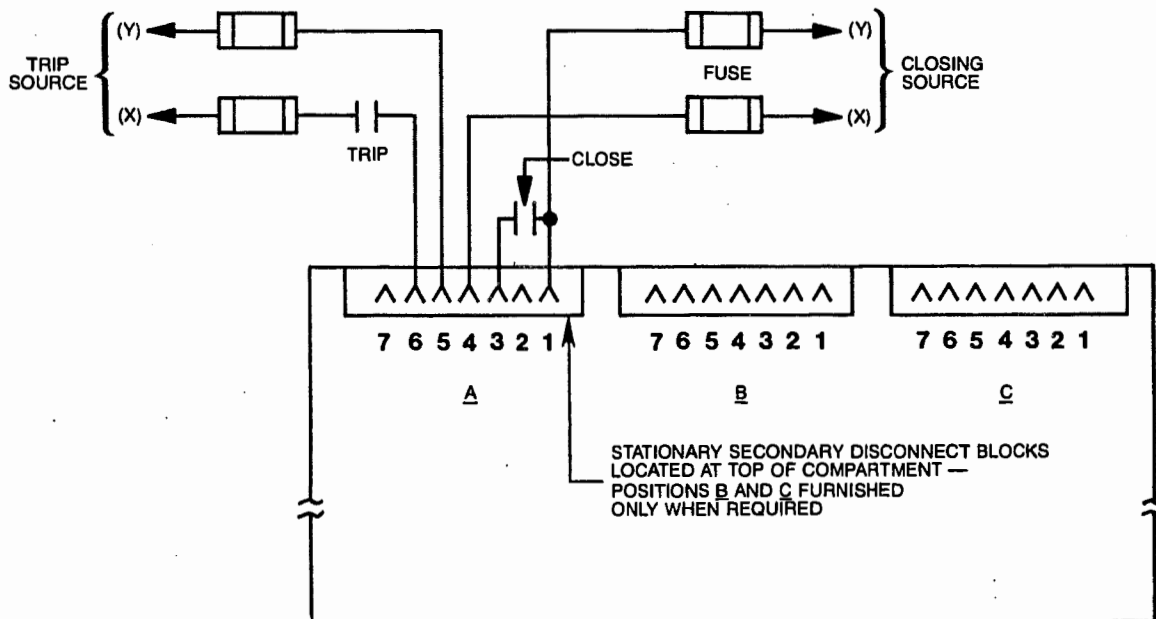 (Y)
(Y)
TRIP
SOURCE
FUSE
CLOSING
SOURCE
(X)
(X)
TRIP
CLOSE
7 6 5 4 3 2 1
7 6 5 4 3 2 1
7 6 5 4 3 2 1
A
B
C
STATIONARY SECONDARY DISCONNECT BLOCKS
LOCATED AT TOP OF COMPARTMENT —
POSITIONS B AND C FURNISHED
ONLY WHEN REQUIRED